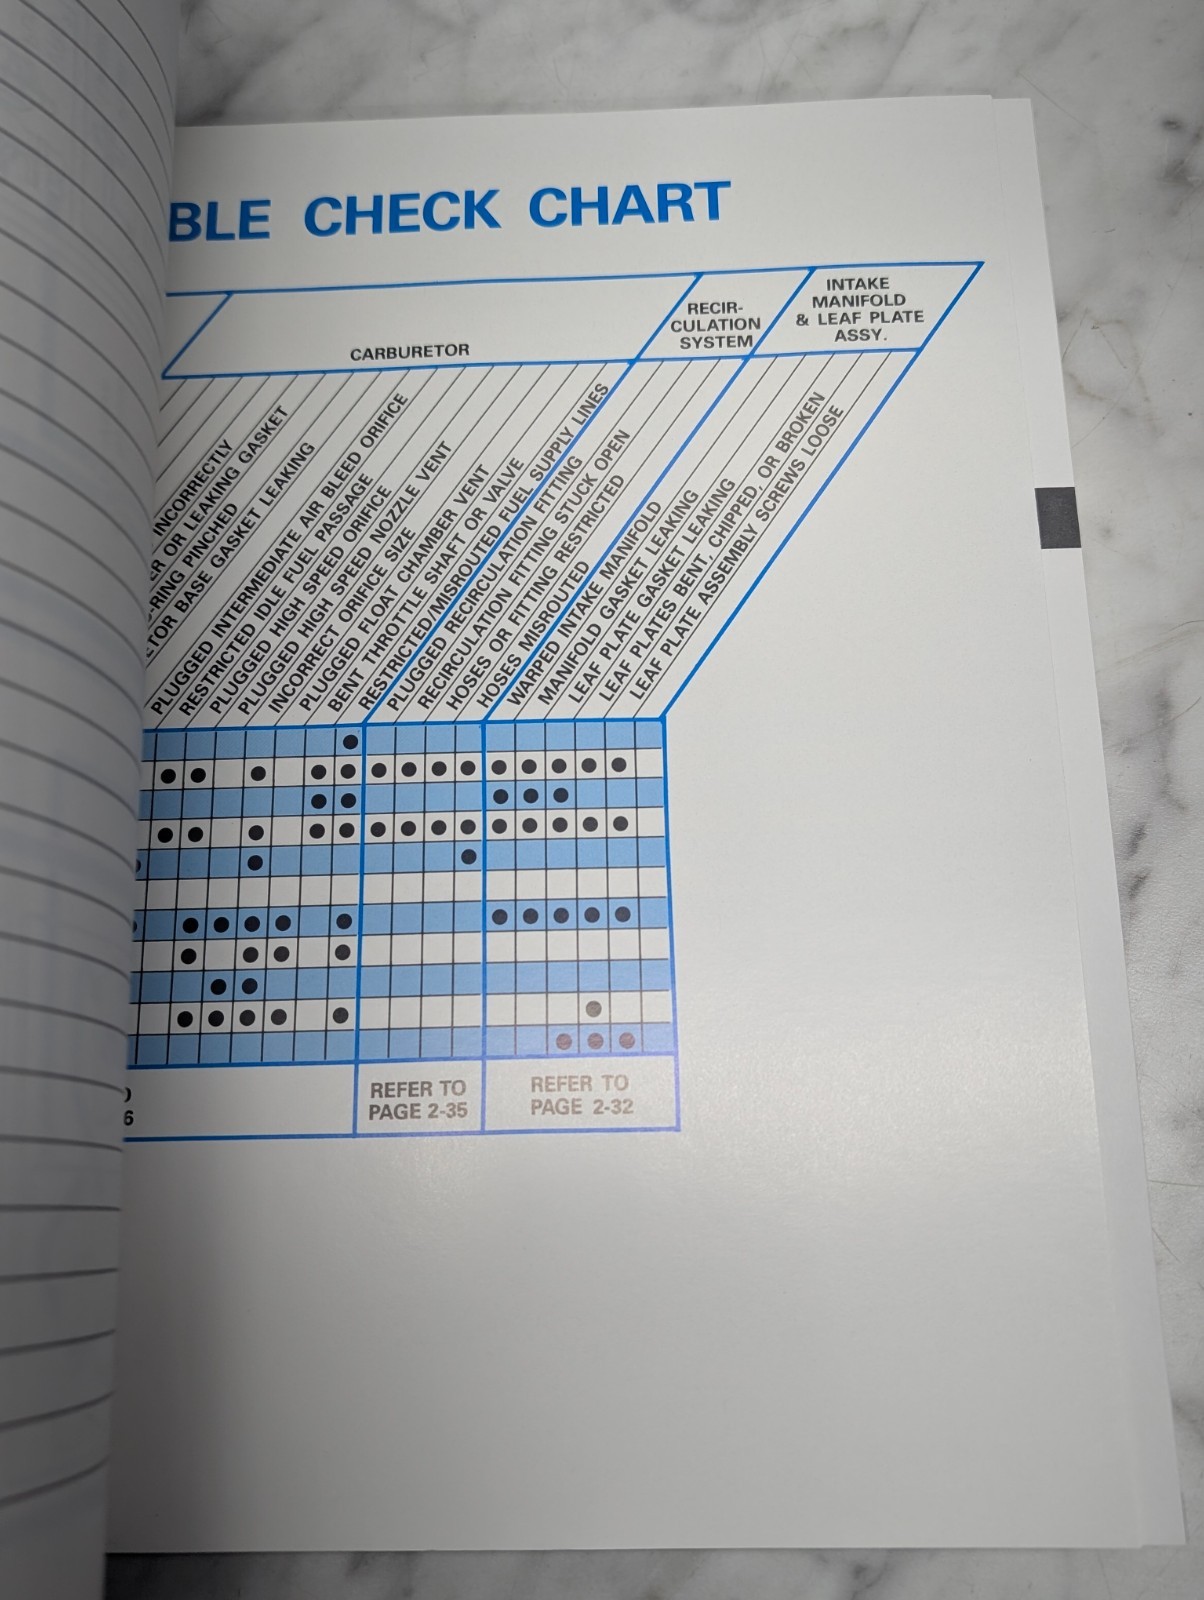 BLE CHECK CHART
CARBURETOR
RECIR-
CULATION
SYSTEM
INTAKE
MANIFOLD
& LEAF PLATE
ASSY.
INCORRECTLY
ER OR LEAKING GASKET
-RING PINCHED
ETOR BASE GASKET LEAKING
PLUGGED INTERMEDIATE AIR BLEED ORIFICE
RESTRICTED IDLE FUEL PASSAGE
PLUGGED HIGH SPEED ORIFICE
PLUGGED HIGH SPEED NOZZLE VENT
INCORRECT ORIFICE SIZE
PLUGGED FLOAT CHAMBER VENT
BENT THROTTLE SHAFT OR VALVE
RESTRICTED/MISROUTED FUEL SUPPLY LINES
PLUGGED RECIRCULATION FITTING
RECIRCULATION FITTING STUCK OPEN
HOSES OR FITTING RESTRICTED
HOSES MISROUTED
WARPED INTAKE MANIFOLD
MANIFOLD GASKET LEAKING
LEAF PLATE GASKET LEAKING
LEAF PLATES BENT, CHIPPED, OR BROKEN
LEAF PLATE ASSEMBLY SCREWS LOOSE
6
REFER TO
PAGE 2-35
REFER TO
PAGE 2-32